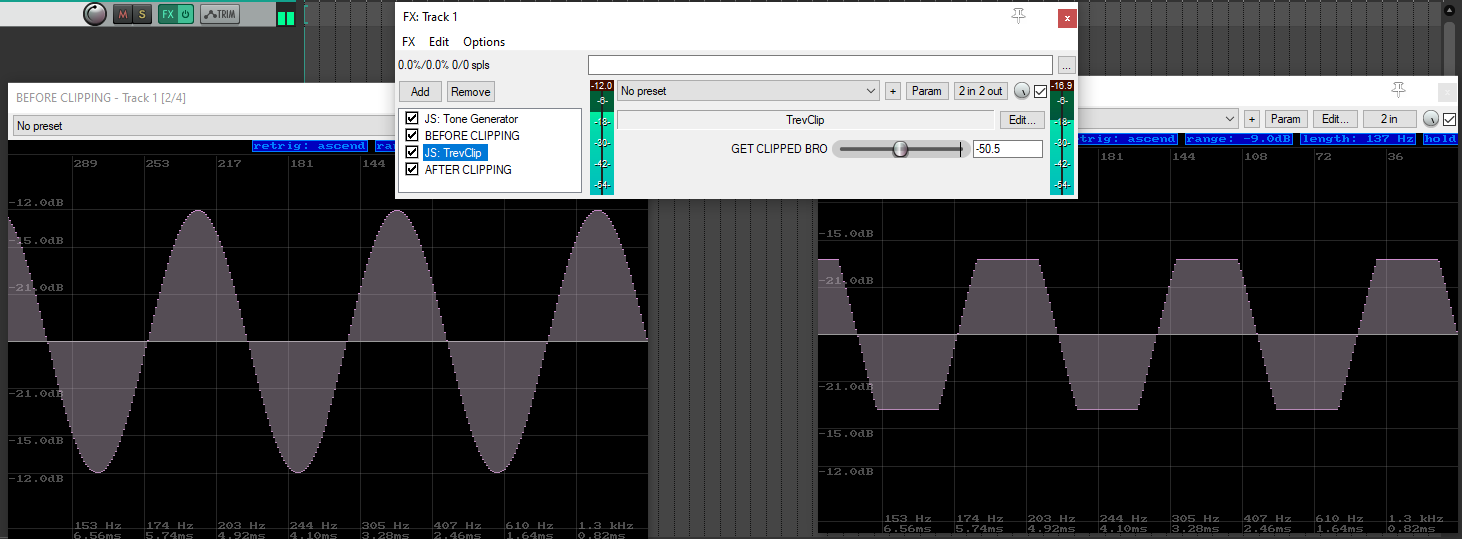 M S FX TRIM
FX: Track 1
x
FX Edit Options
0.0%/0.0% 0/0 spls
...
Add Remove
-12.0
-6-
-18-
-30-
-42-
-54-
No preset
+ Param 2 in 2 out
-16.9
-6-
-18-
-30-
-42-
-54-
TrevClip
Edit...
GET CLIPPED BRO
-50.5
JS: Tone Generator
BEFORE CLIPPING
JS: TrevClip
AFTER CLIPPING
BEFORE CLIPPING - Track 1 [2/4]
No preset
retrig: ascend
289 253 217 181 144
-12.0dB
-15.0dB
-21.0dB
-21.0dB
-15.0dB
-12.0dB
153 Hz 174 Hz 203 Hz 244 Hz 305 Hz 407 Hz 610 Hz 1.3 kHz
6.56ms 5.74ms 4.92ms 4.10ms 3.28ms 2.46ms 1.64ms 0.82ms
+ Param Edit... 2 in
trig: ascend range: -9.0dB length: 137 Hz hold
181 144 108 72 36
-15.0dB
-21.0dB
-21.0dB
-15.0dB
-12.0dB
153 Hz 174 Hz 203 Hz 244 Hz 305 Hz 407 Hz 610 Hz 1.3 kHz
6.56ms 5.74ms 4.92ms 4.10ms 3.28ms 2.46ms 1.64ms 0.82ms